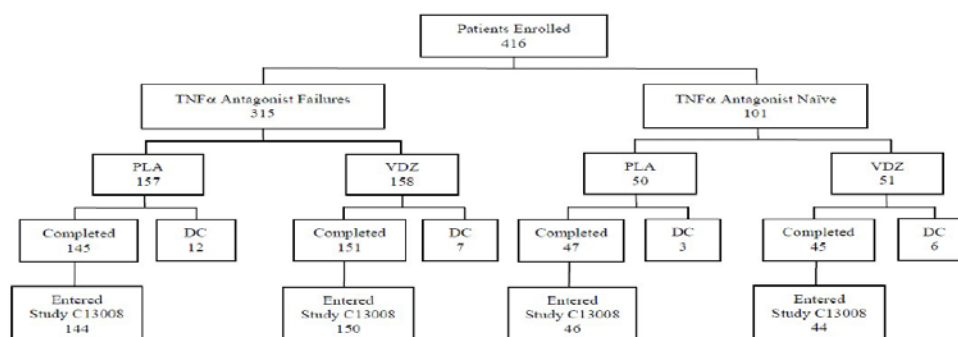 Patients Enrolled
416
TNFα Antagonist Failures
315
TNFα Antagonist Naïve
101
PLA
157
VDZ
158
PLA
50
VDZ
51
Completed
145
DC
12
Completed
151
DC
7
Completed
47
DC
3
Completed
45
DC
6
Entered
Study C13008
144
Entered
Study C13008
150
Entered
Study C13008
46
Entered
Study C13008
44